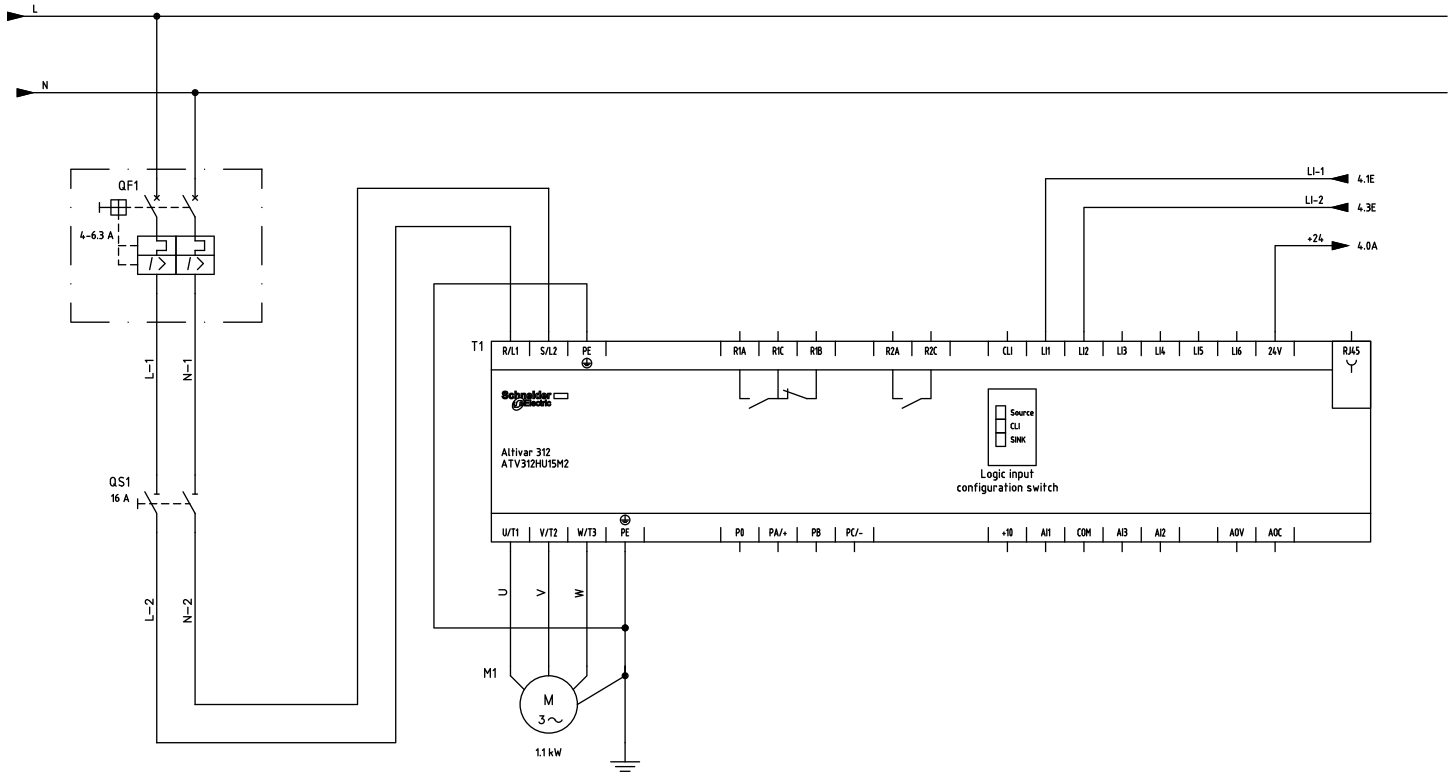 L
N
LI-1
4.1E
QF1
LI-2
4.3E
4-6.3 A
+24
4.0A
T1
R/L1 S/L2 PE R1A R1C R1B R2A R2C CLI LI1 LI2 LI3 LI4 LI5 LI6 24V RJ45
L-1
N-1
Schneider
Electric
Source
CLI
SINK
Altivar 312
ATV312HU15M2
Logic input
configuration switch
QS1
16 A
U/T1 V/T2 W/T3 PE P0 PA/+ PB PC/- +10 AI1 COM AI3 AI2 AOV AOC
L-2
N-2
U
V
W
M1
M
3~
1.1 kW